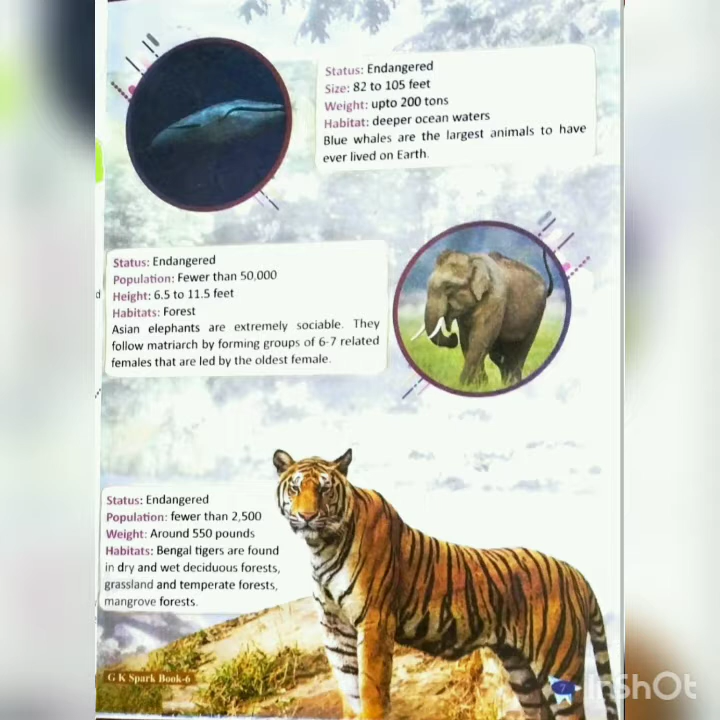 Status: Endangered
Size: 82 to 105 feet
Weight: upto 200 tons
Habitat: deeper ocean waters
Blue whales are the largest animals to have
ever lived on Earth.
Status: Endangered
Population: Fewer than 50,000
Height: 6.5 to 11.5 feet
Habitats: Forest
Asian elephants are extremely sociable. They
follow matriarch by forming groups of 6-7 related
females that are led by the oldest female.
Status: Endangered
Population: fewer than 2,500
Weight: Around 550 pounds
Habitats: Bengal tigers are found
in dry and wet deciduous forests,
grassland and temperate forests,
mangrove forests.
G K Spark Book-6
7
InShOt